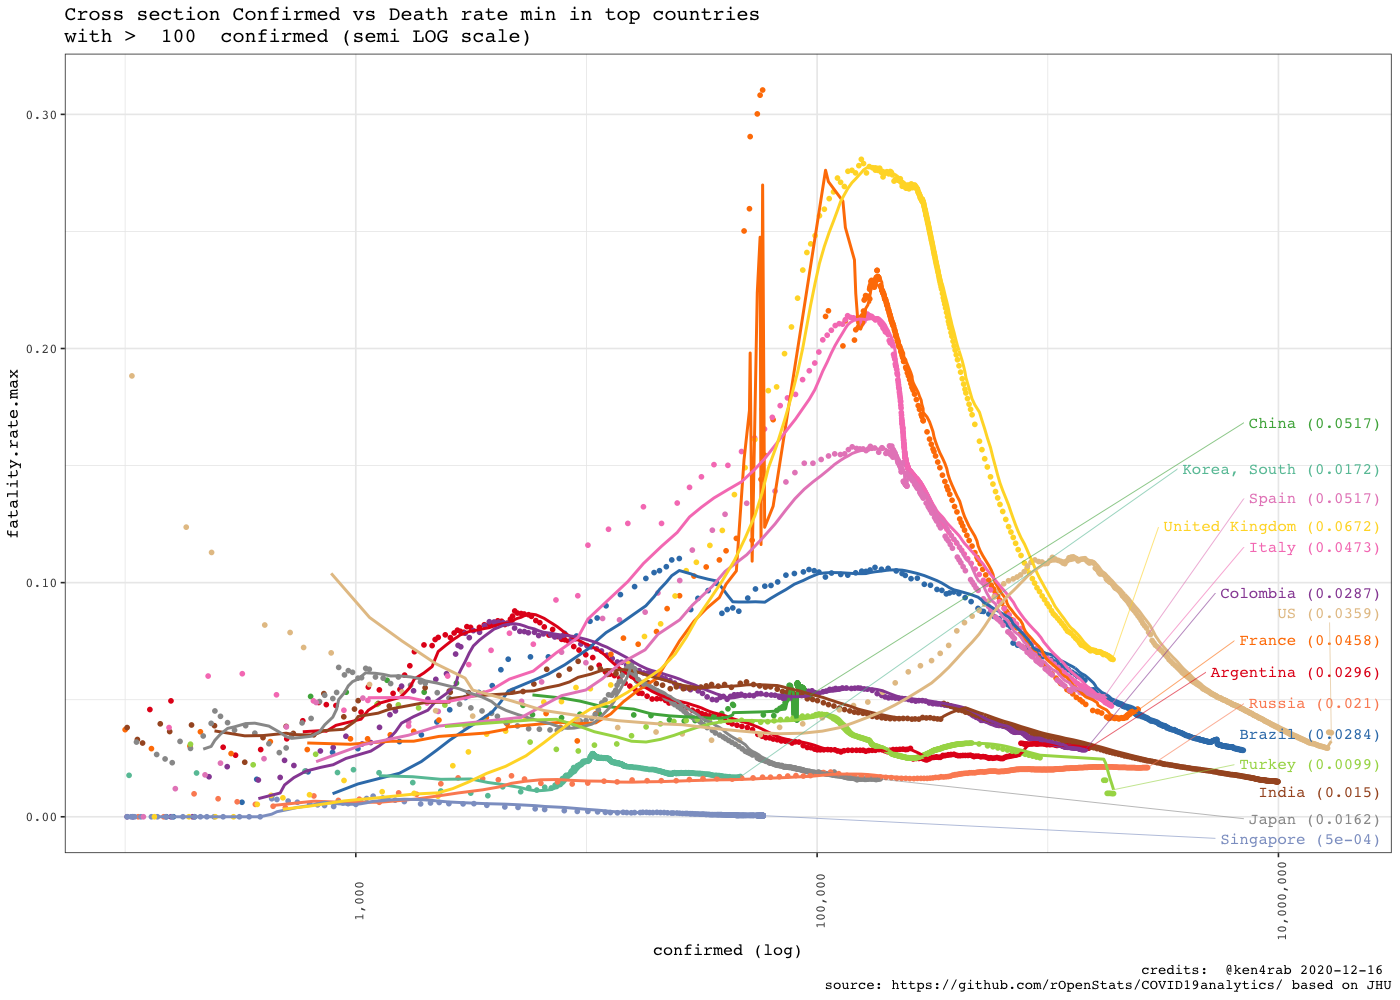 Cross section Confirmed vs Death rate min in top countries
with >  100  confirmed (semi LOG scale)
fatality.rate.max
0.30
0.20
0.10
0.00
China (0.0517)
Korea, South (0.0172)
Spain (0.0517)
United Kingdom (0.0672)
Italy (0.0473)
Colombia (0.0287)
US (0.0359)
France (0.0458)
Argentina (0.0296)
Russia (0.021)
Brazil (0.0284)
Turkey (0.0099)
India (0.015)
Japan (0.0162)
Singapore (5e-04)
1,000
100,000
10,000,000
confirmed (log)
credits:  @ken4rab 2020-12-16
source: https://github.com/rOpenStats/COVID19analytics/ based on JHU